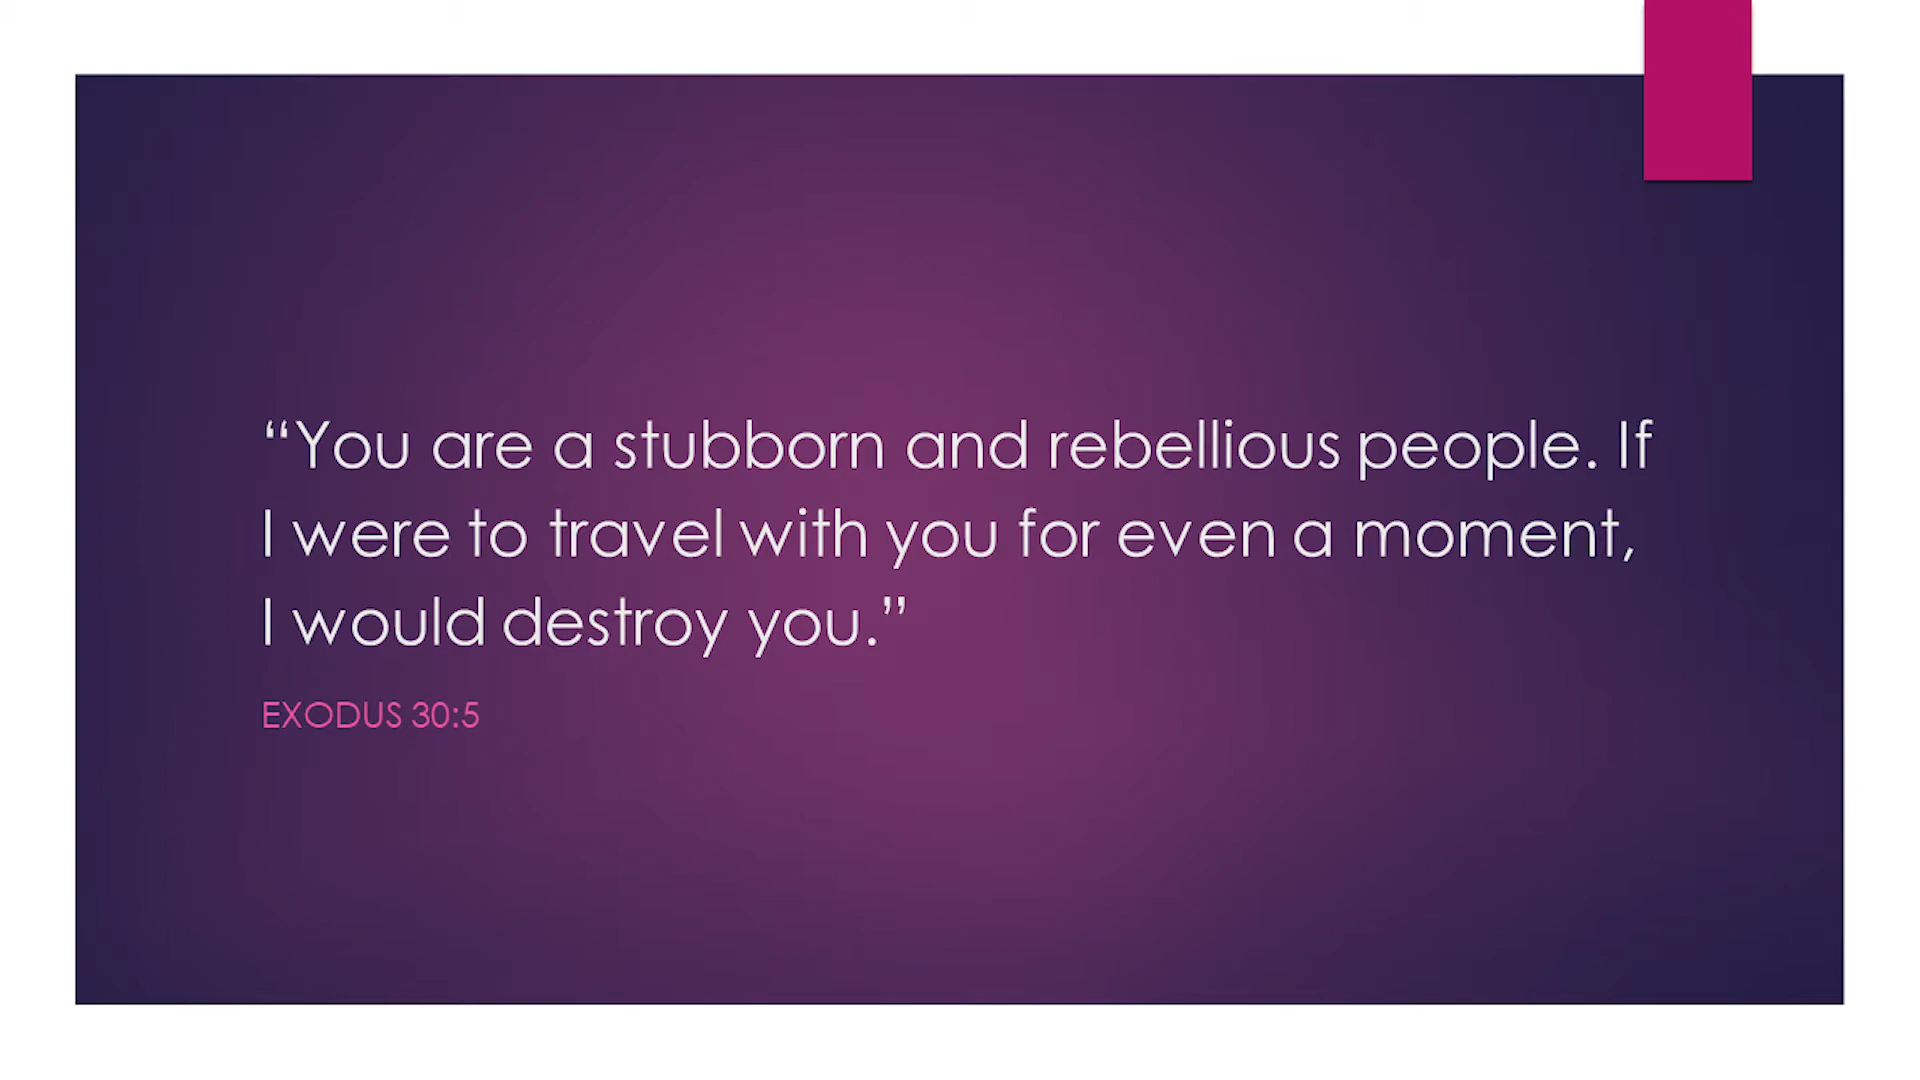 “You are a stubborn and rebellious people. If
I were to travel with you for even a moment,
I would destroy you.”
EXODUS 30:5